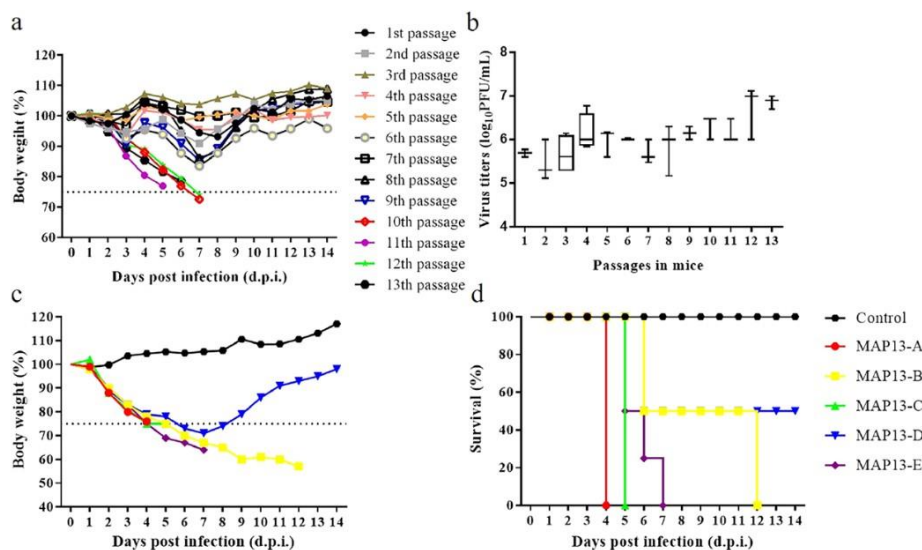 a
Body wegiht (%)
120
110
100
90
80
70
60
0 1 2 3 4 5 6 7 8 9 10 11 12 13 14
Days post infection (d.p.i.)
1st passage
2nd passage
3rd passage
4th passage
5th passage
6th passage
7th passage
8th passage
9th passage
10th passage
11th passage
12th passage
13th passage
b
Virus titers (log10PFU/mL)
8
7
6
5
4
1 2 3 4 5 6 7 8 9 10 11 12 13
Passages in mice
c
Body weight (%)
120
110
100
90
80
70
60
50
40
0 1 2 3 4 5 6 7 8 9 10 11 12 13 14
Days post infection (d.p.i.)
d
Survival (%)
100
80
60
40
20
0
0 1 2 3 4 5 6 7 8 9 10 11 12 13 14
Days post infection (d.p.i.)
Control
MAP13-A
MAP13-B
MAP13-C
MAP13-D
MAP13-E